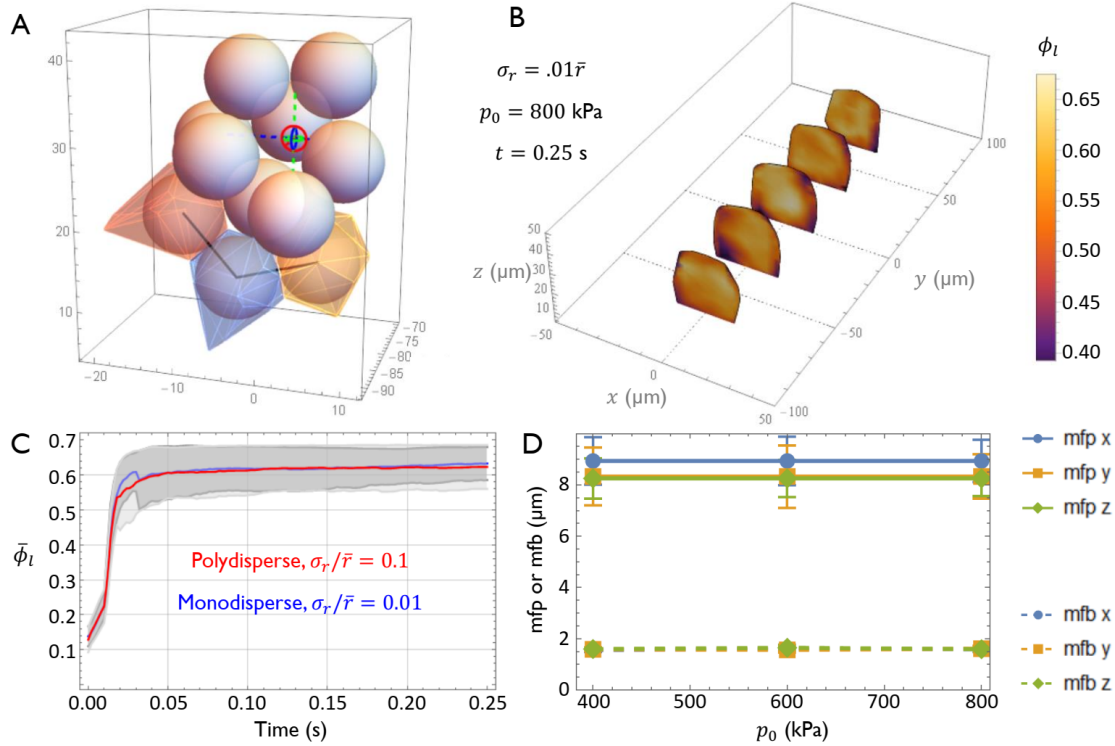 A
40
30
20
10
−20
−10
0
10
−70
−75
−80
−85
−90
B
σr = .01r̄
p0 = 800 kPa
t = 0.25 s
z (μm)
50
40
30
20
10
−50
0
50
x (μm)
−100
−50
0
50
100
y (μm)
ϕl
0.65
0.60
0.55
0.50
0.45
0.40
C
0.7
0.6
0.5
0.4
0.3
0.2
0.1
ϕ̄l
Polydisperse, σr/r̄ = 0.1
Monodisperse, σr/r̄ = 0.01
0.00 0.05 0.10 0.15 0.20 0.25
Time (s)
D
8
6
4
2
0
mfp or mfb (μm)
400 500 600 700 800
p0 (kPa)
mfp x
mfp y
mfp z
mfb x
mfb y
mfb z